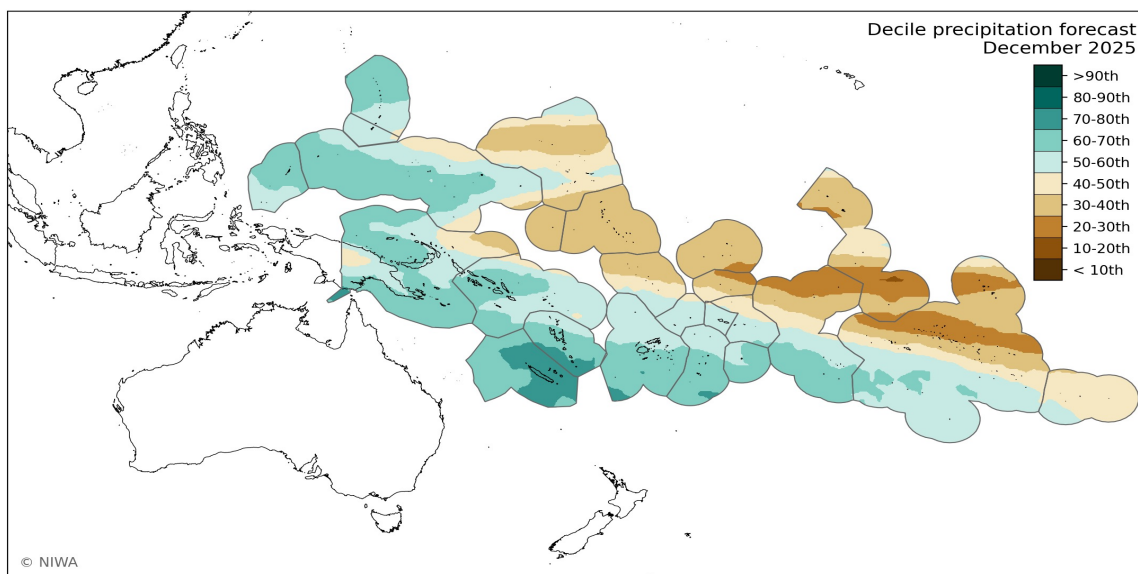 Decile precipitation forecast
December 2025
>90th
80-90th
70-80th
60-70th
50-60th
40-50th
30-40th
20-30th
10-20th
< 10th
© NIWA